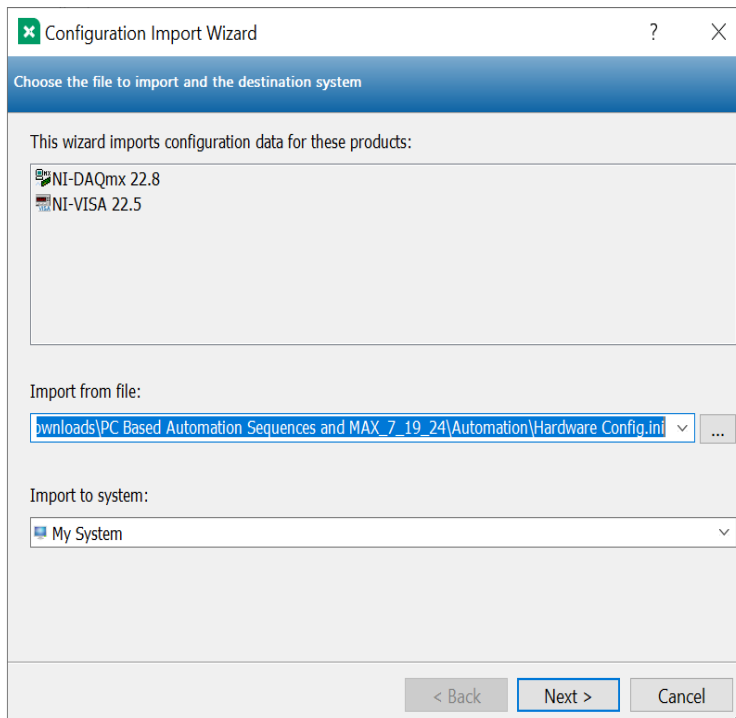 Configuration Import Wizard
?
Choose the file to import and the destination system
This wizard imports configuration data for these products:
NI-DAQmx 22.8
NI-VISA 22.5
Import from file:
ownloads\PC Based Automation Sequences and MAX_7_19_24\Automation\Hardware Config.ini
...
Import to system:
My System
< Back Next > Cancel